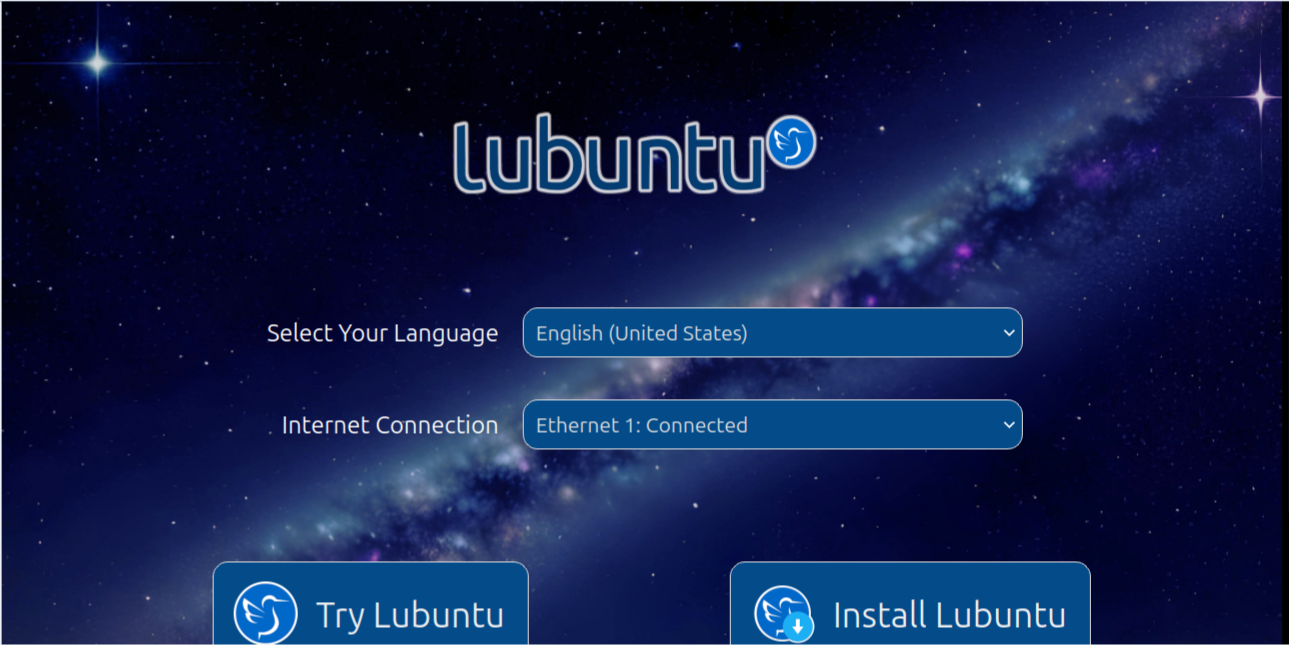 lubuntu
Select Your Language English (United States)
Internet Connection Ethernet 1: Connected
Try Lubuntu Install Lubuntu